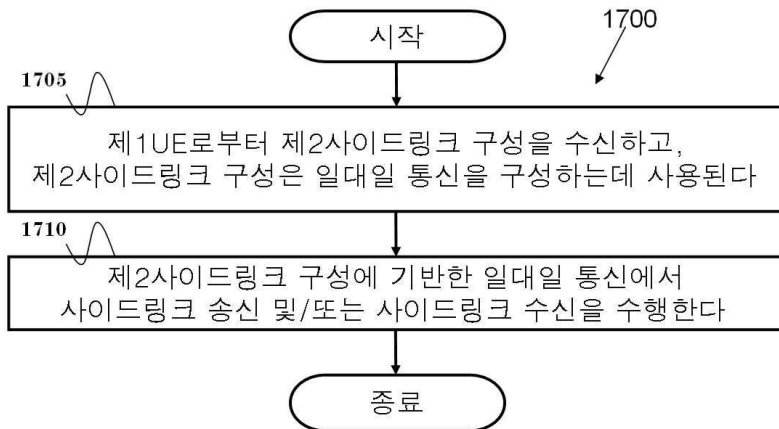 시작
1700
1705
제1UE로부터 제2사이드링크 구성을 수신하고,
제2사이드링크 구성은 일대일 통신을 구성하는데 사용된다
1710
제2사이드링크 구성에 기반한 일대일 통신에서
사이드링크 송신 및/또는 사이드링크 수신을 수행한다
종료